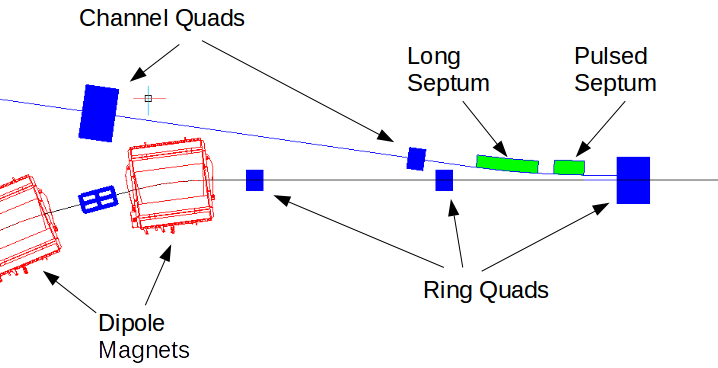 Channel Quads
Long
Septum
Pulsed
Septum
Ring Quads
Dipole
Magnets